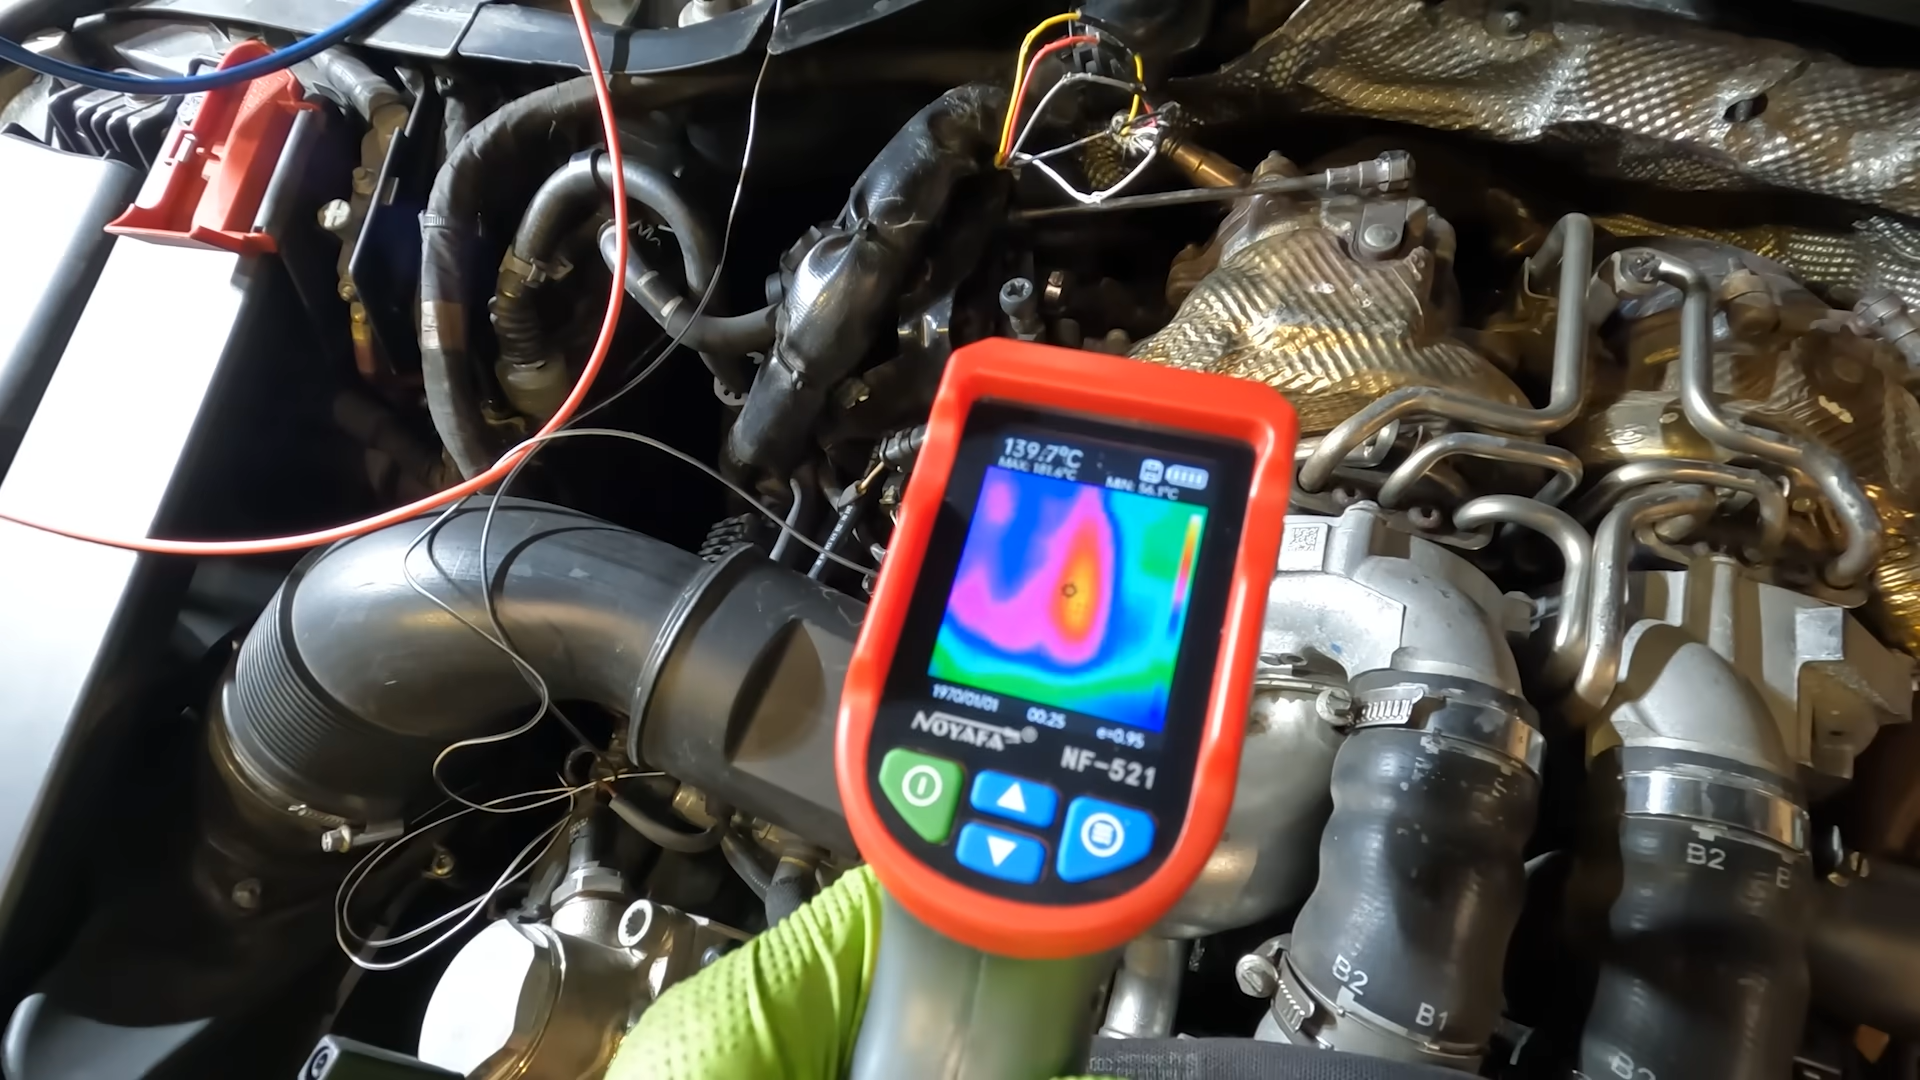 139.7°C
MAX: 181.6°C MIN: 56.1°C
1970/01/01 00:25 e=0.95
NOYAFA®
NF-521
B2
B2
B1
B2